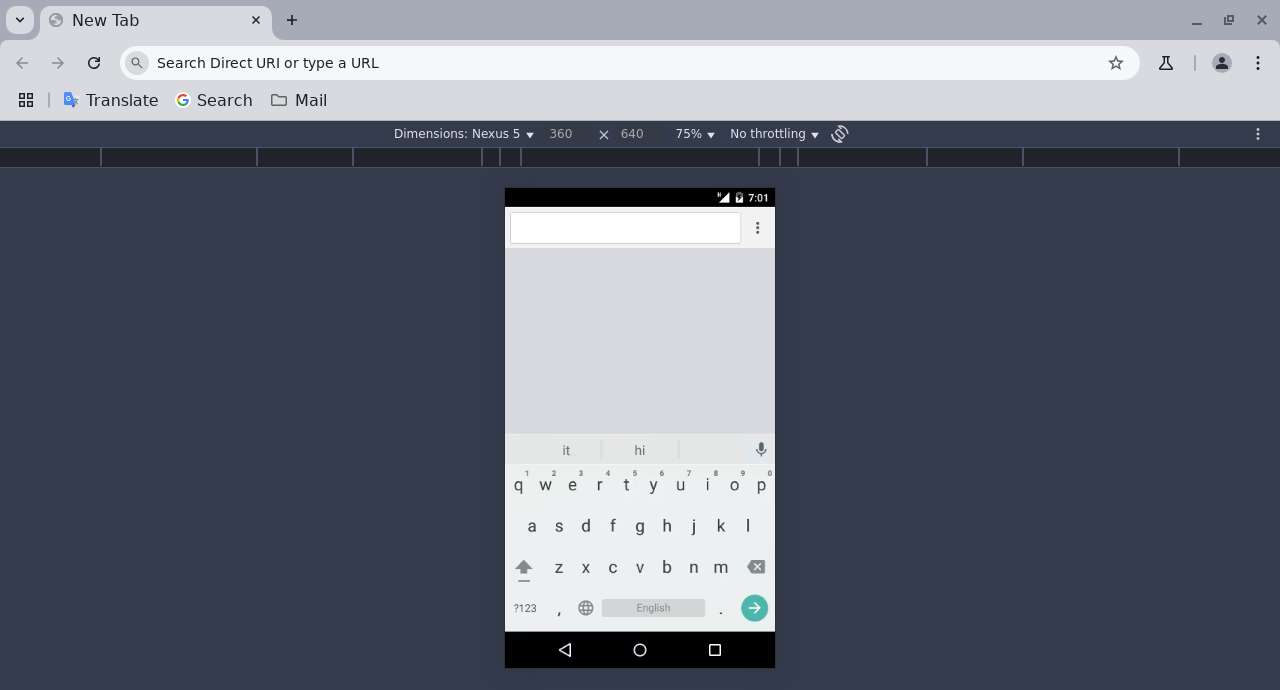 New Tab
Search Direct URI or type a URL
Translate Search Mail
Dimensions: Nexus 5 360 × 640 75% No throttling
H 7:01
it hi
1 2 3 4 5 6 7 8 9 0
q w e r t y u i o p
a s d f g h j k l
z x c v b n m
?123 , English .